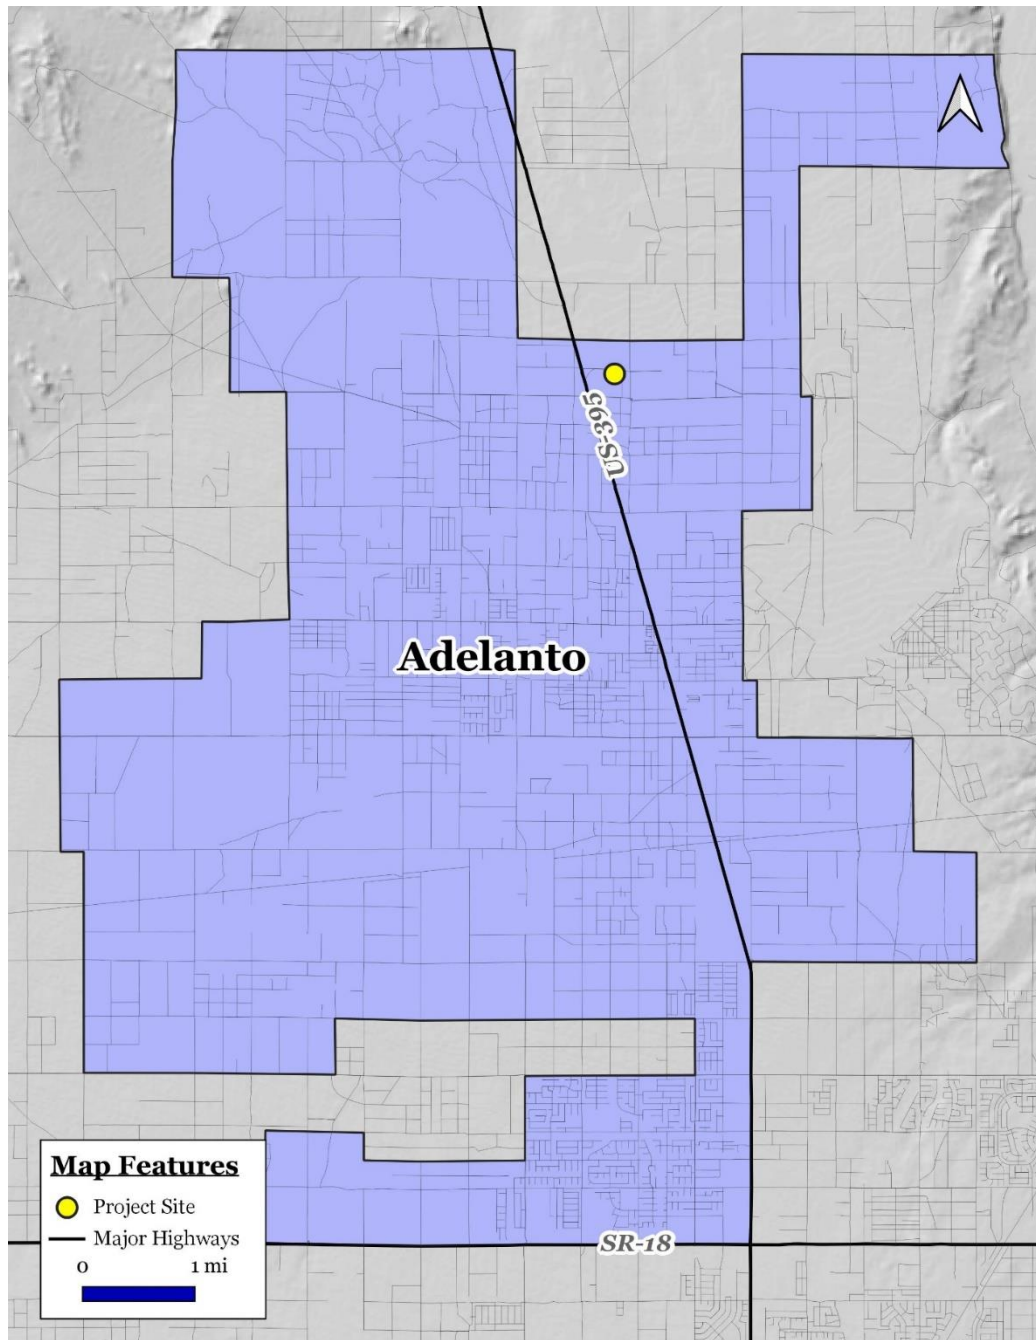 US-395
Adelanto
Map Features
Project Site
Major Highways
0 1 mi
SR-18